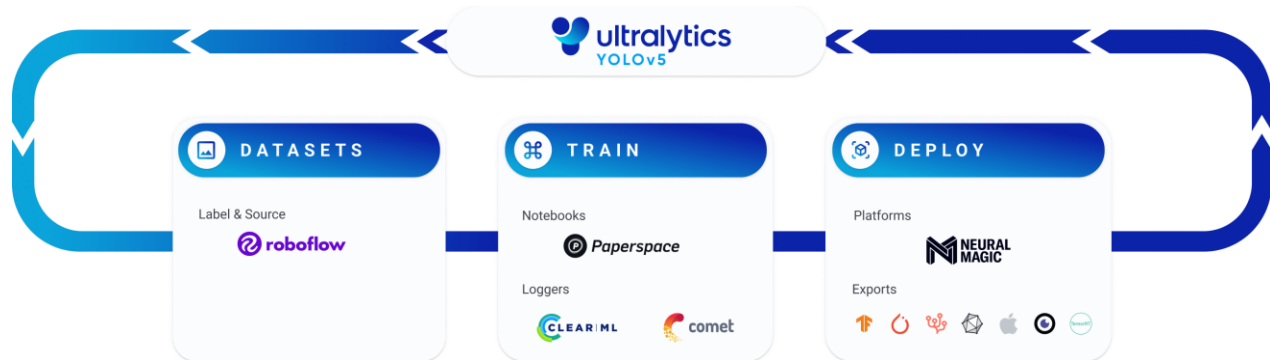 ultralytics
YOLOv5
DATASETS
Label & Source
roboflow
TRAIN
Notebooks
P Paperspace
Loggers
CLEAR|ML
comet
DEPLOY
Platforms
NEURAL
MAGIC
Exports